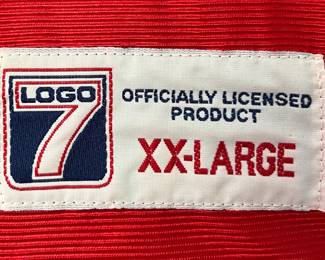 LOGO
7
OFFICIALLY LICENSED
PRODUCT
XX-LARGE